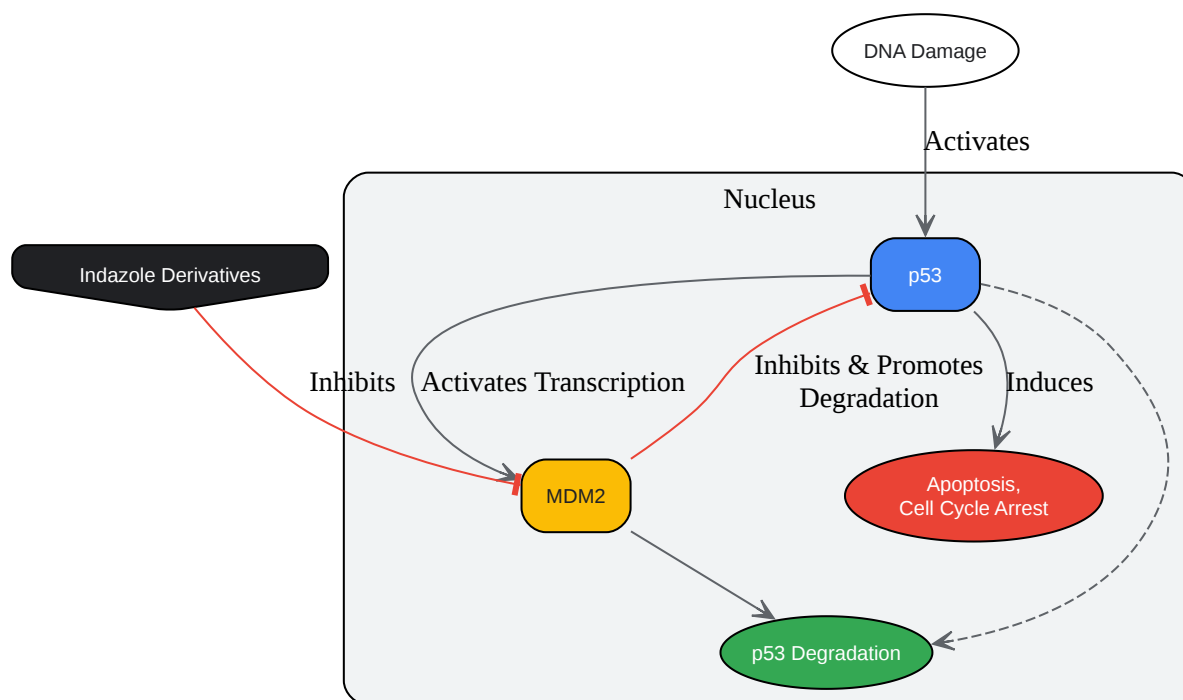 DNA Damage
Activates
Nucleus
Indazole Derivatives
p53
Inhibits
Activates Transcription
Inhibits & Promotes
Degradation
Induces
MDM2
Apoptosis,
Cell Cycle Arrest
p53 Degradation